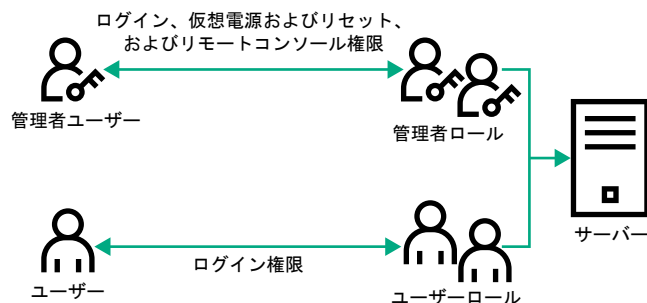 ログイン、仮想電源およびリセット、
およびリモートコンソール権限
管理者ユーザー
管理者ロール
サーバー
ログイン権限
ユーザー
ユーザーロール